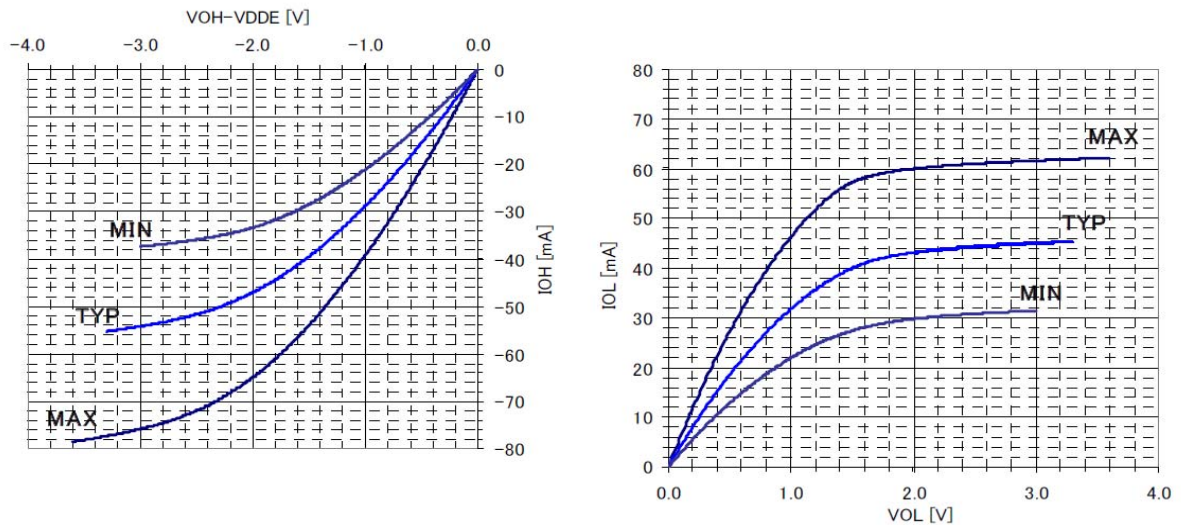 VOH-VDDE [V]
-4.0 -3.0 -2.0 -1.0 0.0
0
-10
-20
-30
-40
-50
-60
-70
-80
IOH [mA]
MIN
TYP
MAX
80
70
60
50
40
30
20
10
0
IOL [mA]
MAX
TYP
MIN
0.0 1.0 2.0 3.0 4.0
VOL [V]